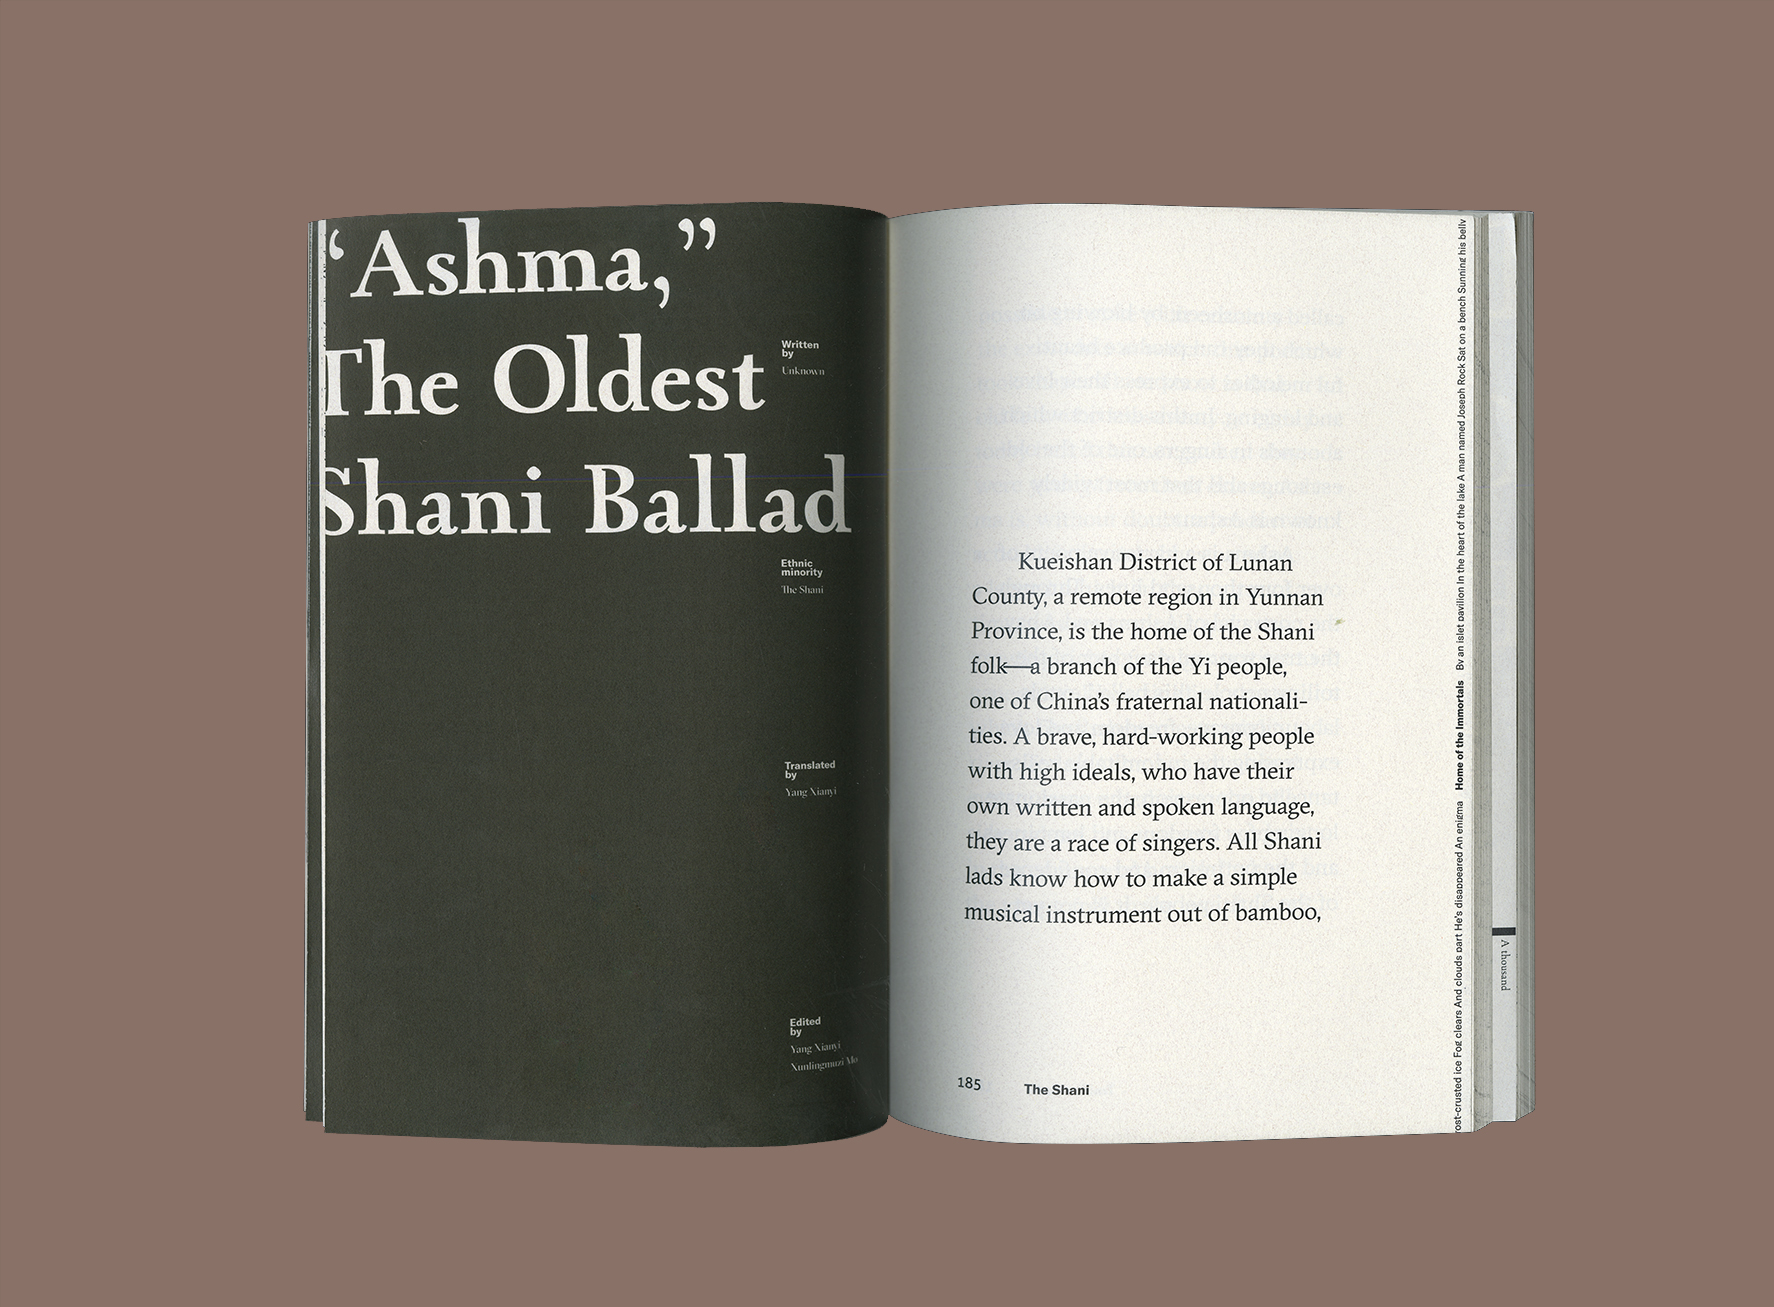 “Ashma,”
The Oldest
Shani Ballad
Written
by
Unknown
Ethnic
minority
The Shani
Translated
by
Yang Xianyi
Edited
by
Yang Xianyi
Xunlingmuzi Mo
Kueishan District of Lunan
County, a remote region in Yunnan
Province, is the home of the Shani
folk—a branch of the Yi people,
one of China’s fraternal nationali-
ties. A brave, hard-working people
with high ideals, who have their
own written and spoken language,
they are a race of singers. All Shani
lads know how to make a simple
musical instrument out of bamboo,
185
The Shani
rost-crusted ice Fog clears And clouds part He’s disappeared An enigma Home of the Immortals By an islet pavilion In the heart of the lake A man named Joseph Rock Sat on a bench Sunning his belly
A thousand